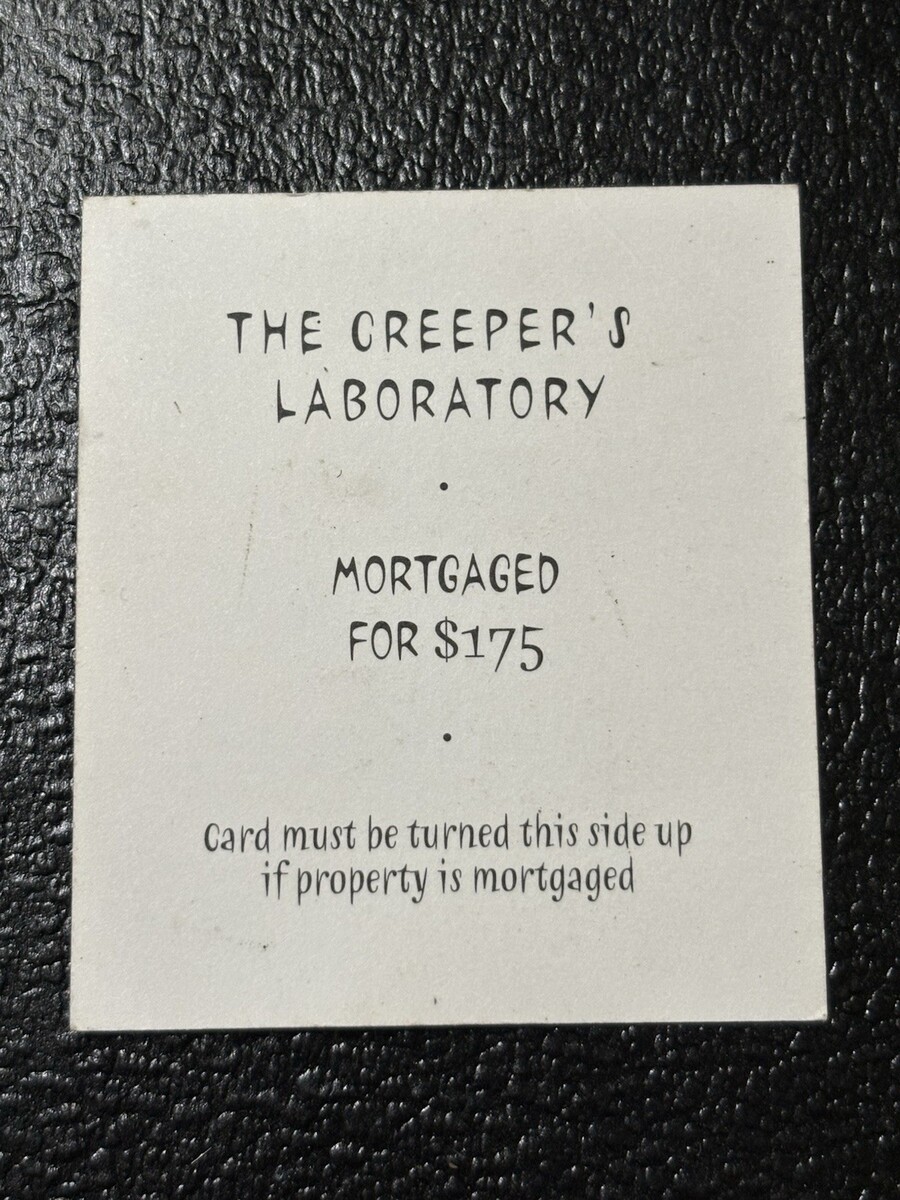 THE CREEPER'S
LABORATORY
•
MORTGAGED
FOR $175
•
Card must be turned this side up
if property is mortgaged